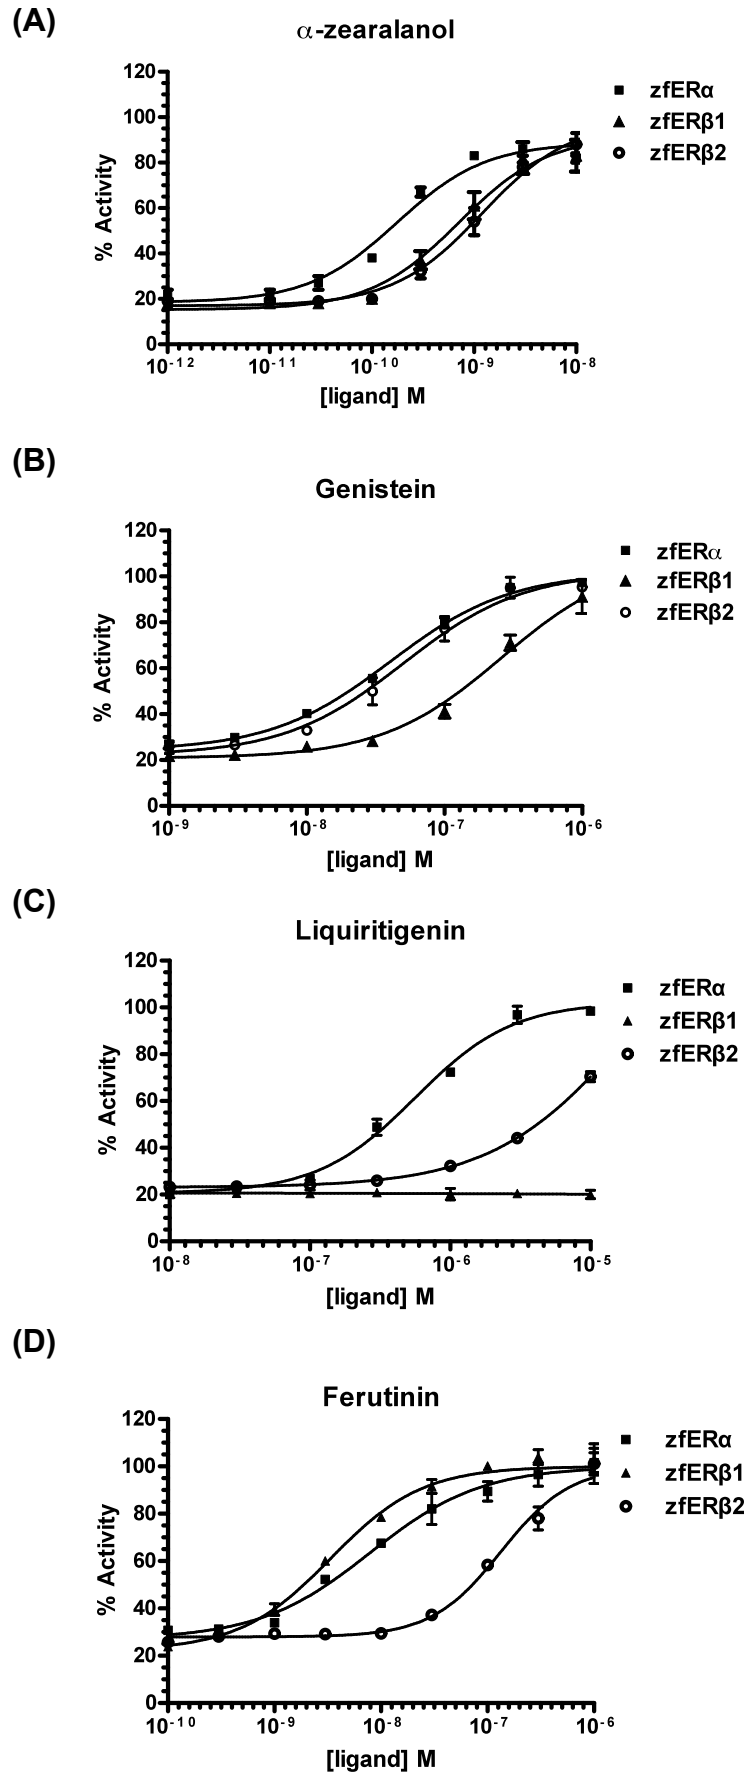 (A)
α-zearalanol
120
100
80
60
40
20
0
% Activity
10-12 10-11 10-10 10-9 10-8
[ligand] M
zfERα
zfERβ1
zfERβ2
(B)
Genistein
120
100
80
60
40
20
0
% Activity
10-9 10-8 10-7 10-6
[ligand] M
zfERα
zfERβ1
zfERβ2
(C)
Liquiritigenin
120
100
80
60
40
20
0
% Activity
10-8 10-7 10-6 10-5
[ligand] M
zfERα
zfERβ1
zfERβ2
(D)
Ferutinin
120
100
80
60
40
20
0
% Activity
10-10 10-9 10-8 10-7 10-6
[ligand] M
zfERα
zfERβ1
zfERβ2